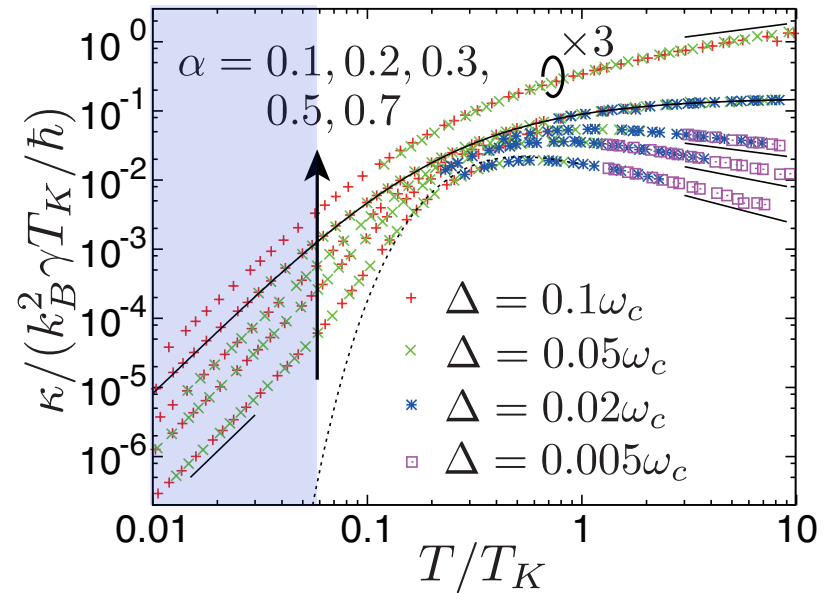 κ/(k_B^2 γT_K/ħ)
10^0
10^-1
10^-2
10^-3
10^-4
10^-5
10^-6
α = 0.1, 0.2, 0.3,
0.5, 0.7
×3
Δ = 0.1ω_c
Δ = 0.05ω_c
Δ = 0.02ω_c
Δ = 0.005ω_c
0.01 0.1 1 10
T/T_K